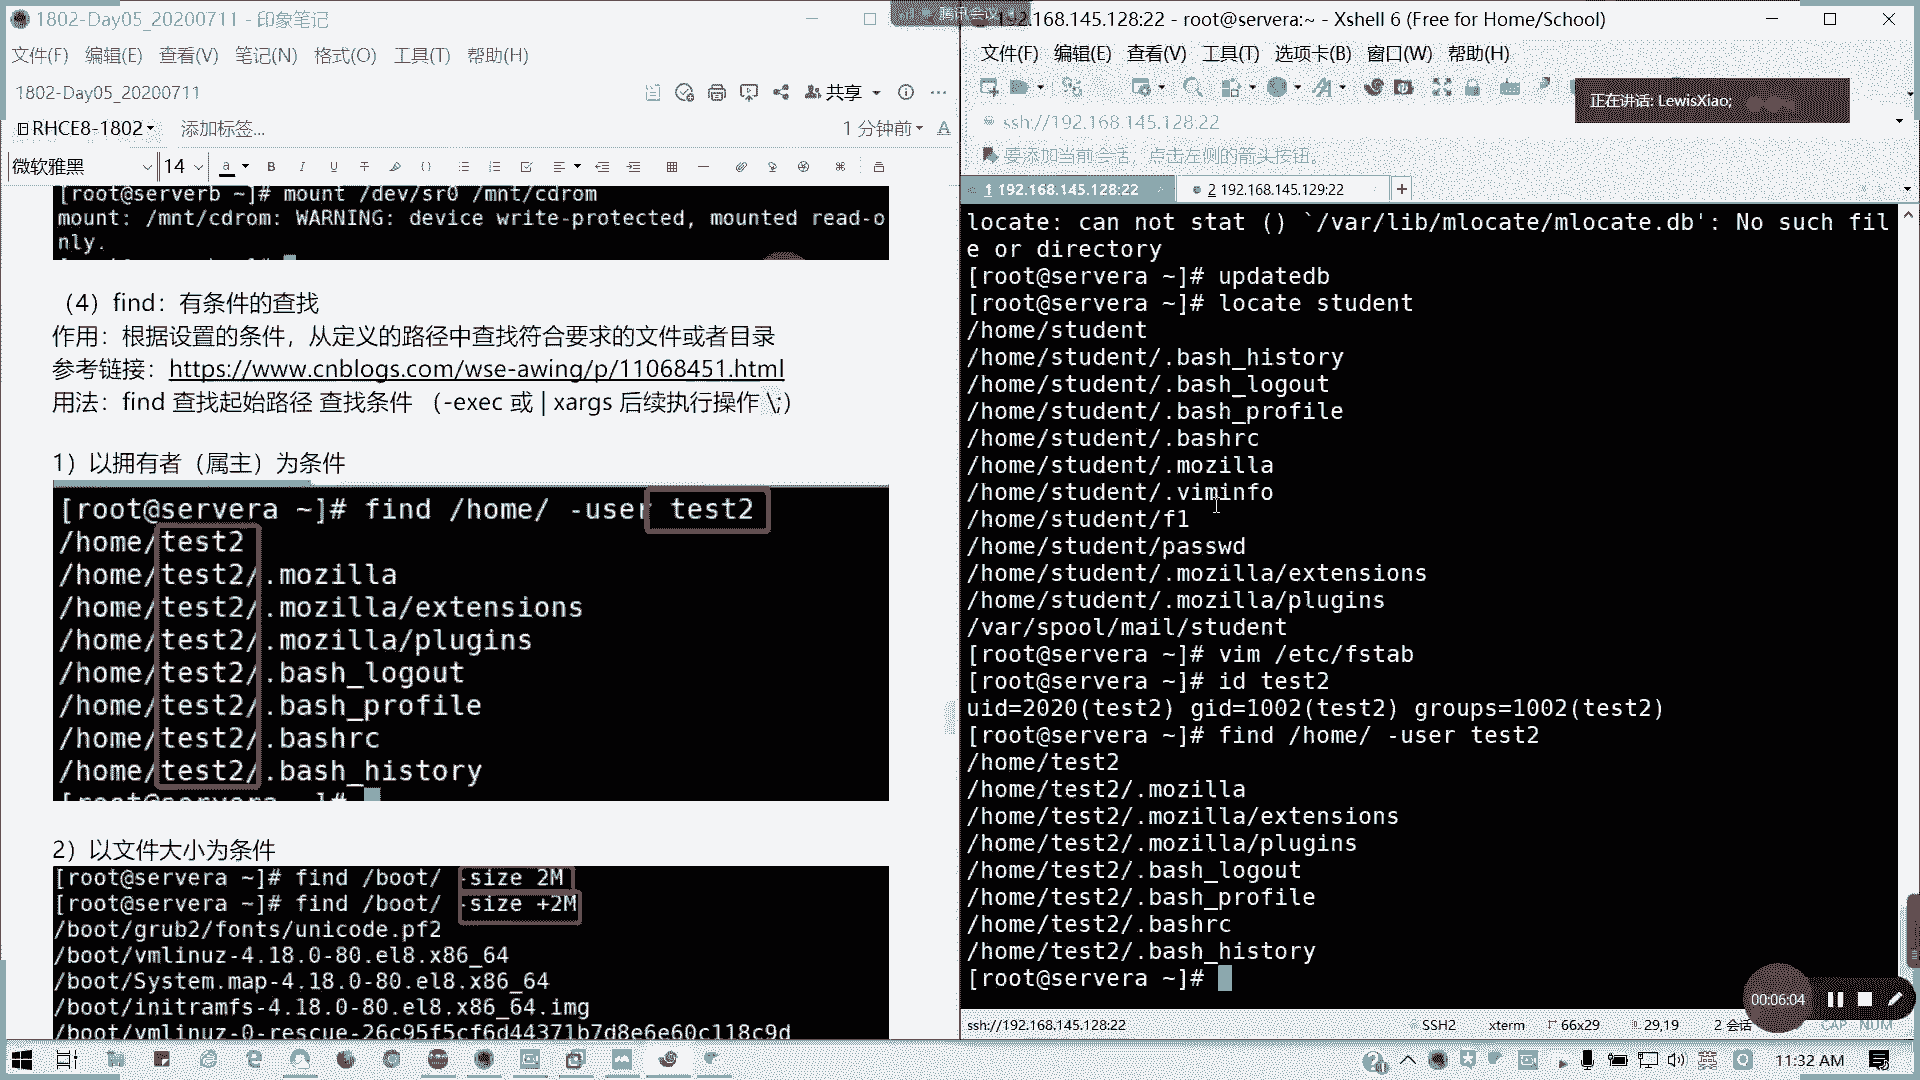 1802-Day05_20200711 - 印象笔记
文件(F) 编辑(E) 查看(V) 笔记(N) 格式(O) 工具(T) 帮助(H)
1802-Day05_20200711
共享
RHCE8-1802
添加标签...
1 分钟前
微软雅黑 14
[root@serverb ~]# mount /dev/sr0 /mnt/cdrom
mount: /mnt/cdrom: WARNING: device write-protected, mounted read-o
nly.
（4）find：有条件的查找
作用：根据设置的条件，从定义的路径中查找符合要求的文件或者目录
参考链接：https://www.cnblogs.com/wse-awing/p/11068451.html
用法：find 查找起始路径 查找条件 （-exec 或 | xargs 后续执行操作 \;）
1）以拥有者（属主）为条件
[root@servera ~]# find /home/ -user test2
/home/test2
/home/test2/.mozilla
/home/test2/.mozilla/extensions
/home/test2/.mozilla/plugins
/home/test2/.bash_logout
/home/test2/.bash_profile
/home/test2/.bashrc
/home/test2/.bash_history
[root@servera ~]#
2）以文件大小为条件
[root@servera ~]# find /boot/ -size 2M
[root@servera ~]# find /boot/ -size +2M
/boot/grub2/fonts/unicode.pf2
/boot/vmlinuz-4.18.0-80.el8.x86_64
/boot/System.map-4.18.0-80.el8.x86_64
/boot/initramfs-4.18.0-80.el8.x86_64.img
/boot/vmlinuz-0-rescue-26c95f5cf6d44371b7d8e6e60c118c9d
腾讯会议
192.168.145.128:22 - root@servera:~ - Xshell 6 (Free for Home/School)
文件(F) 编辑(E) 查看(V) 工具(T) 选项卡(B) 窗口(W) 帮助(H)
正在讲话: LewisXiao;
ssh://192.168.145.128:22
要添加当前会话，点击左侧的箭头按钮。
1 192.168.145.128:22
2 192.168.145.129:22
locate: can not stat () `/var/lib/mlocate/mlocate.db': No such fil
e or directory
[root@servera ~]# updatedb
[root@servera ~]# locate student
/home/student
/home/student/.bash_history
/home/student/.bash_logout
/home/student/.bash_profile
/home/student/.bashrc
/home/student/.mozilla
/home/student/.viminfo
/home/student/f1
/home/student/passwd
/home/student/.mozilla/extensions
/home/student/.mozilla/plugins
/var/spool/mail/student
[root@servera ~]# vim /etc/fstab
[root@servera ~]# id test2
uid=2020(test2) gid=1002(test2) groups=1002(test2)
[root@servera ~]# find /home/ -user test2
/home/test2
/home/test2/.mozilla
/home/test2/.mozilla/extensions
/home/test2/.mozilla/plugins
/home/test2/.bash_logout
/home/test2/.bash_profile
/home/test2/.bashrc
/home/test2/.bash_history
[root@servera ~]#
00:06:04
ssh://192.168.145.128:22 SSH2 xterm 66x29 29,19 2 会话 CAP NUM
英
11:32 AM